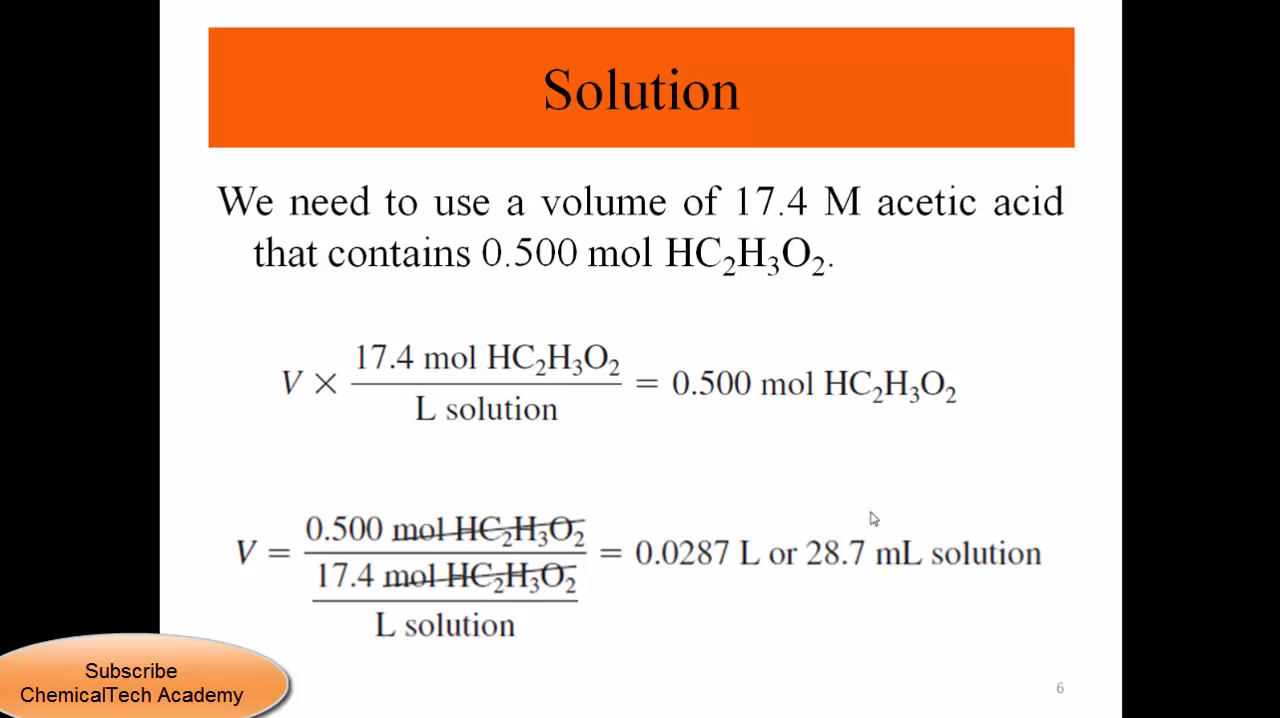 Solution
We need to use a volume of 17.4 M acetic acid
that contains 0.500 mol HC₂H₃O₂.
V × 17.4 mol HC₂H₃O₂ / L solution = 0.500 mol HC₂H₃O₂
V = 0.500 mol HC₂H₃O₂ / 17.4 mol HC₂H₃O₂ / L solution = 0.0287 L or 28.7 mL solution
Subscribe
ChemicalTech Academy
6